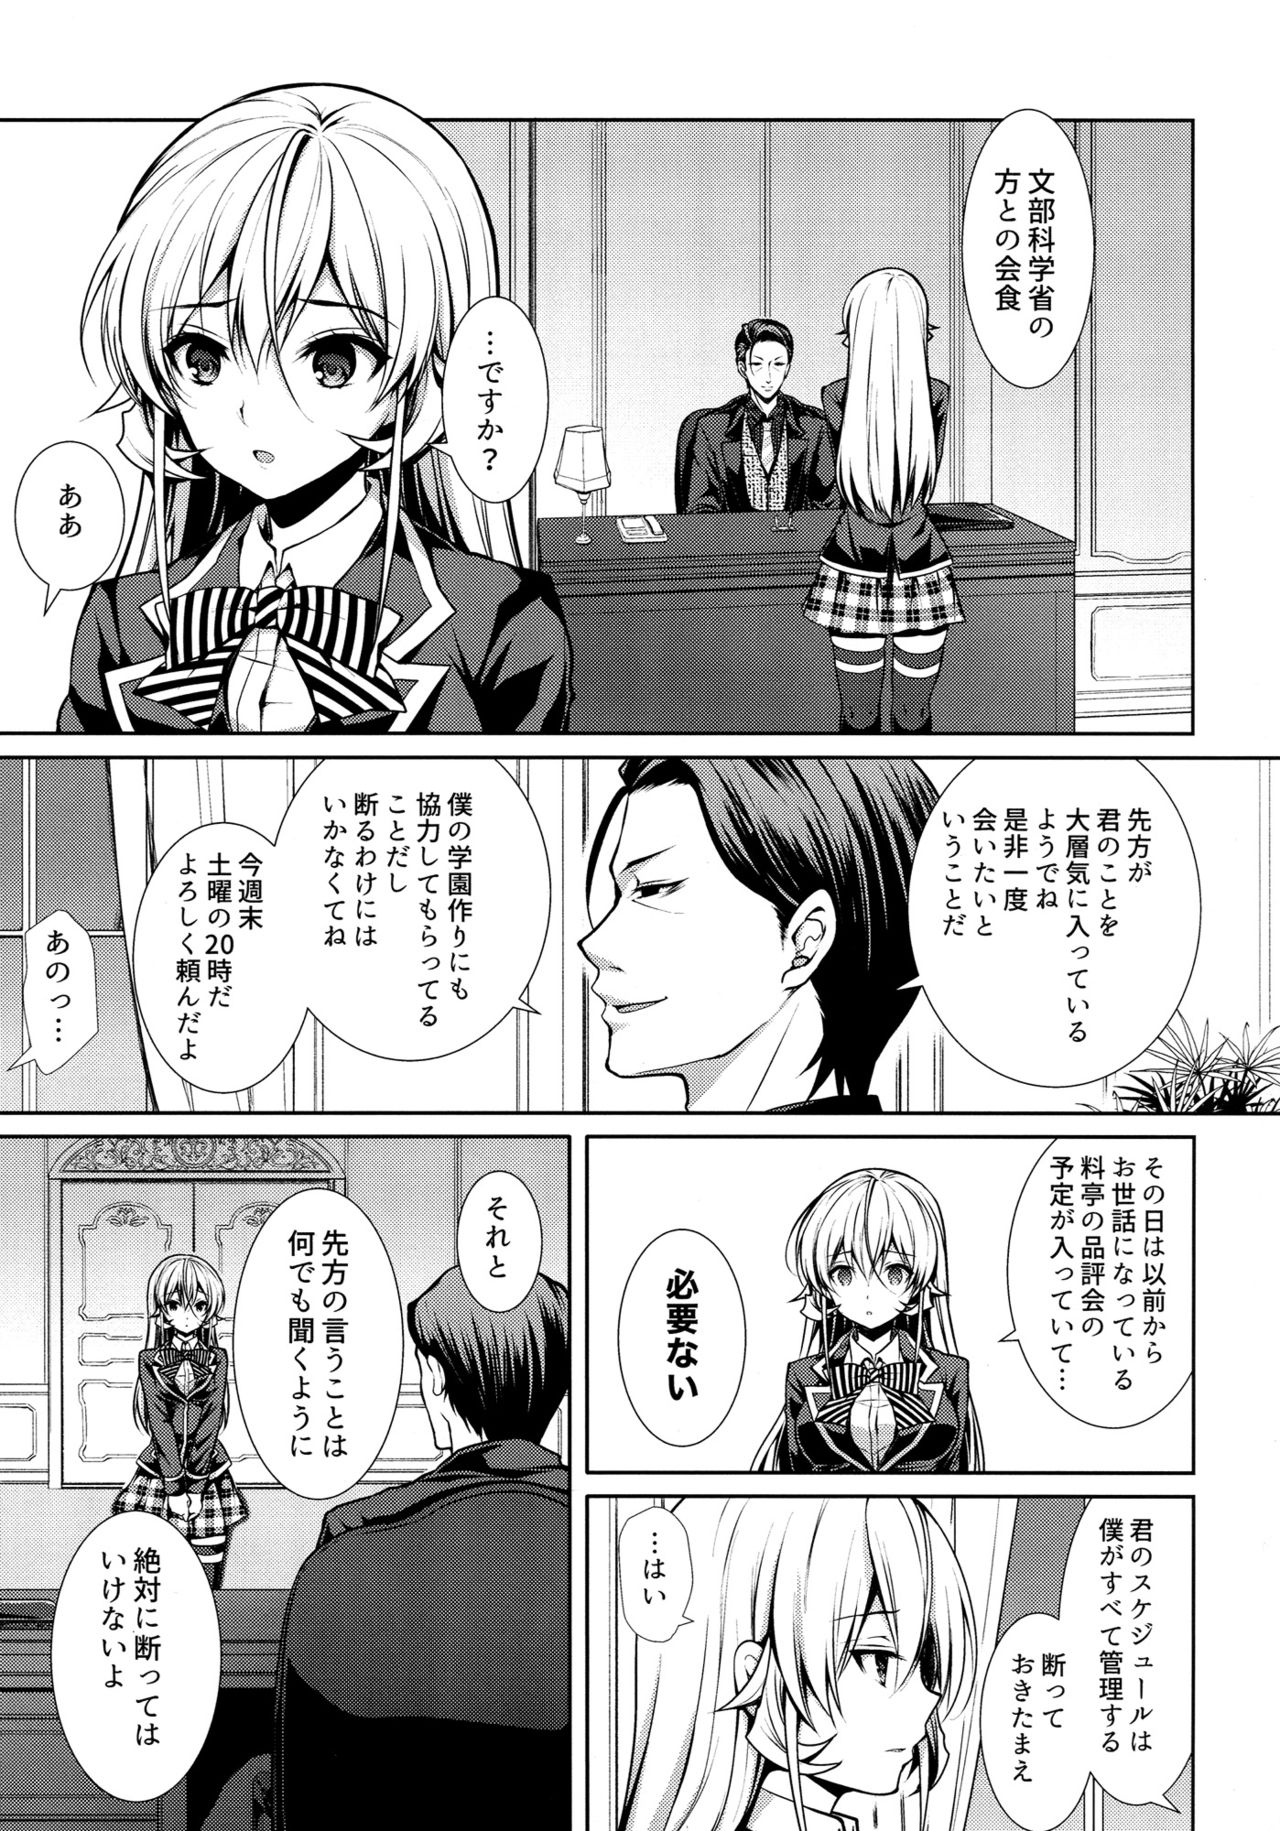 文部科学省の
方との会食
…ですか？
ああ
先方が
君のことを
大層気に入っている
ようでね
是非一度
会いたいと
いうことだ
僕の学園作りにも
協力してもらってる
ことだし
断るわけには
いかなくてね
今週末
土曜の20時だ
よろしく頼んだよ
あのっ…
その日は以前から
お世話になっている
料亭の品評会の
予定が入っていて…
必要ない
君のスケジュールは
僕がすべて管理する
断って
おきたまえ
…はい
それと
先方の言うことは
何でも聞くように
絶対に断っては
いけないよ